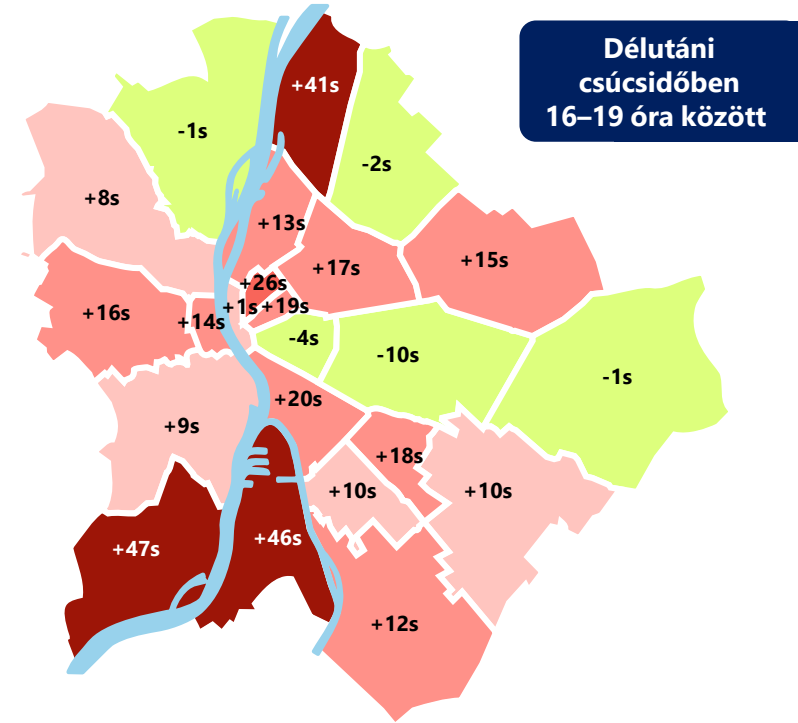 Délutáni
csúcsidőben
16–19 óra között
+41s
-1s
-2s
+8s
+13s
+17s
+15s
+26s
+1s
+19s
+16s
+14s
-4s
-10s
-1s
+20s
+9s
+18s
+10s
+10s
+47s
+46s
+12s